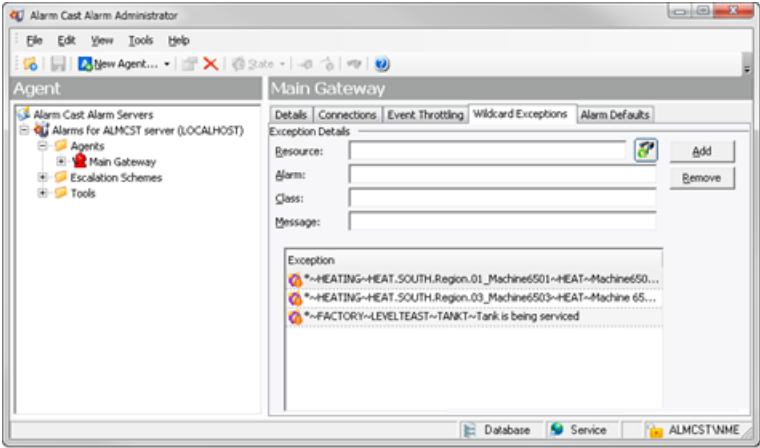 Alarm Cast Alarm Administrator
File Edit View Tools Help
New Agent... State
Agent
Main Gateway
Alarm Cast Alarm Servers
Alarms for ALMCST server (LOCALHOST)
Agents
Main Gateway
Escalation Schemes
Tools
Details Connections Event Throttling Wildcard Exceptions Alarm Defaults
Exception Details
Resource: Add
Alarm: Remove
Class:
Message:
Exception
*~HEATING~HEAT.SOUTH.Region.01_Machine6501~HEAT~Machine650...
*~HEATING~HEAT.SOUTH.Region.03_Machine6503~HEAT~Machine 65...
*~FACTORY~LEVELTEAST~TANKT~Tank is being serviced
Database Service ALMCST\NME